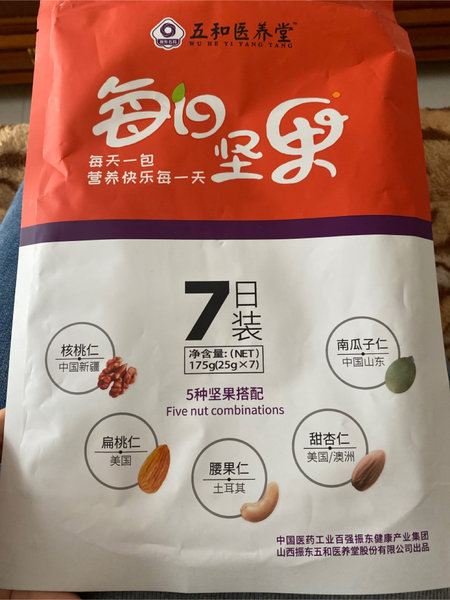 五和医养堂™
WU HE YI YANG TANG
每日坚果
每天一包
营养快乐每一天
7日装
净含量:(NET)
175g(25g×7)
5种坚果搭配
Five nut combinations
核桃仁
中国新疆
南瓜子仁
中国山东
扁桃仁
美国
腰果仁
土耳其
甜杏仁
美国/澳洲
中国医药工业百强振东健康产业集团
山西振东五和医养堂股份有限公司出品